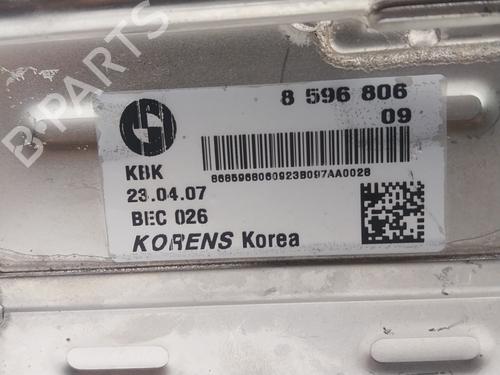 B-PARTS
8 596 806
09
8685968060923B097AA0028
KBK
23.04.07
BEC 026
KORENS Korea